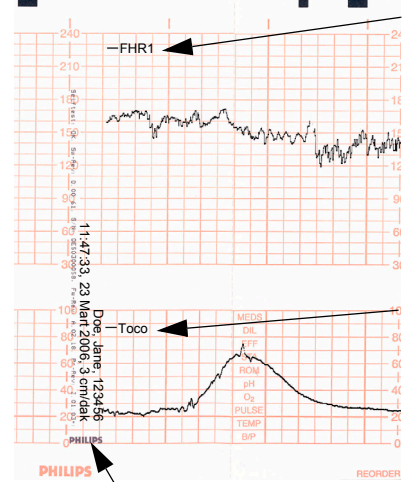 240
FHR1
210
180
150
120
90
60
30
Doe, Jane, 123456
11:47:33, 23 Mart 2006, 3 cm/dak
100
Toco
80
60
40
20
0
MEDS
DIL
EFF
ROM
pH
O₂
PULSE
TEMP
B/P
PHILIPS
PHILIPS
REORDER